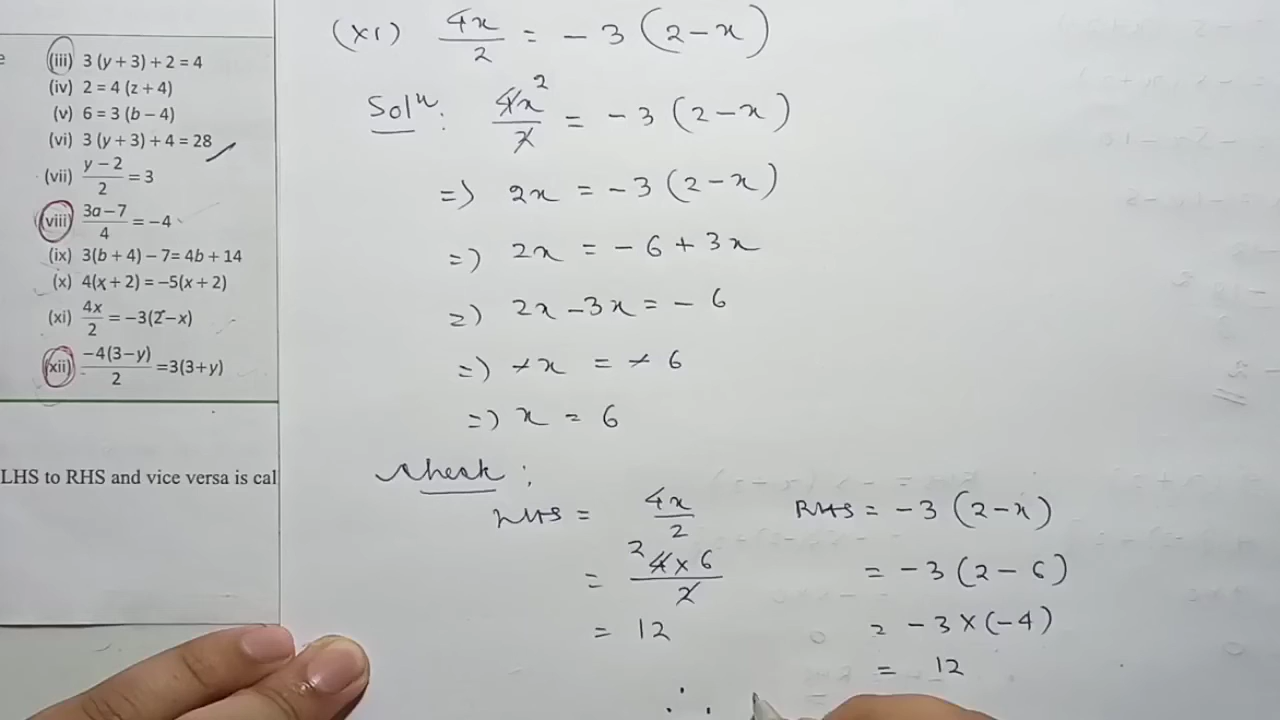 (iii) 3 (y + 3) + 2 = 4
(iv) 2 = 4 (z + 4)
(v) 6 = 3 (b – 4)
(vi) 3 (y + 3) + 4 = 28
(vii) y – 2 / 2 = 3
(viii) 3a – 7 / 4 = –4
(ix) 3(b + 4) – 7= 4b + 14
(x) 4(x + 2) = –5(x + 2)
(xi) 4x / 2 = –3(2–x)
(xii) –4(3–y) / 2 =3(3+y)
LHS to RHS and vice versa is cal
(xi) 4x / 2 = – 3 (2 – x)
Solⁿ : 4x 2 / 2 = – 3 (2 – x)
=) 2x = – 3 (2 – x)
=) 2x = – 6 + 3x
=) 2x – 3x = – 6
=) – x = – 6
=) x = 6
Check :
LHS = 4x / 2
= 2 4 × 6 / 2
= 12
RHS = – 3 (2 – x)
= – 3 (2 – 6)
= – 3 × (– 4)
= 12
∴